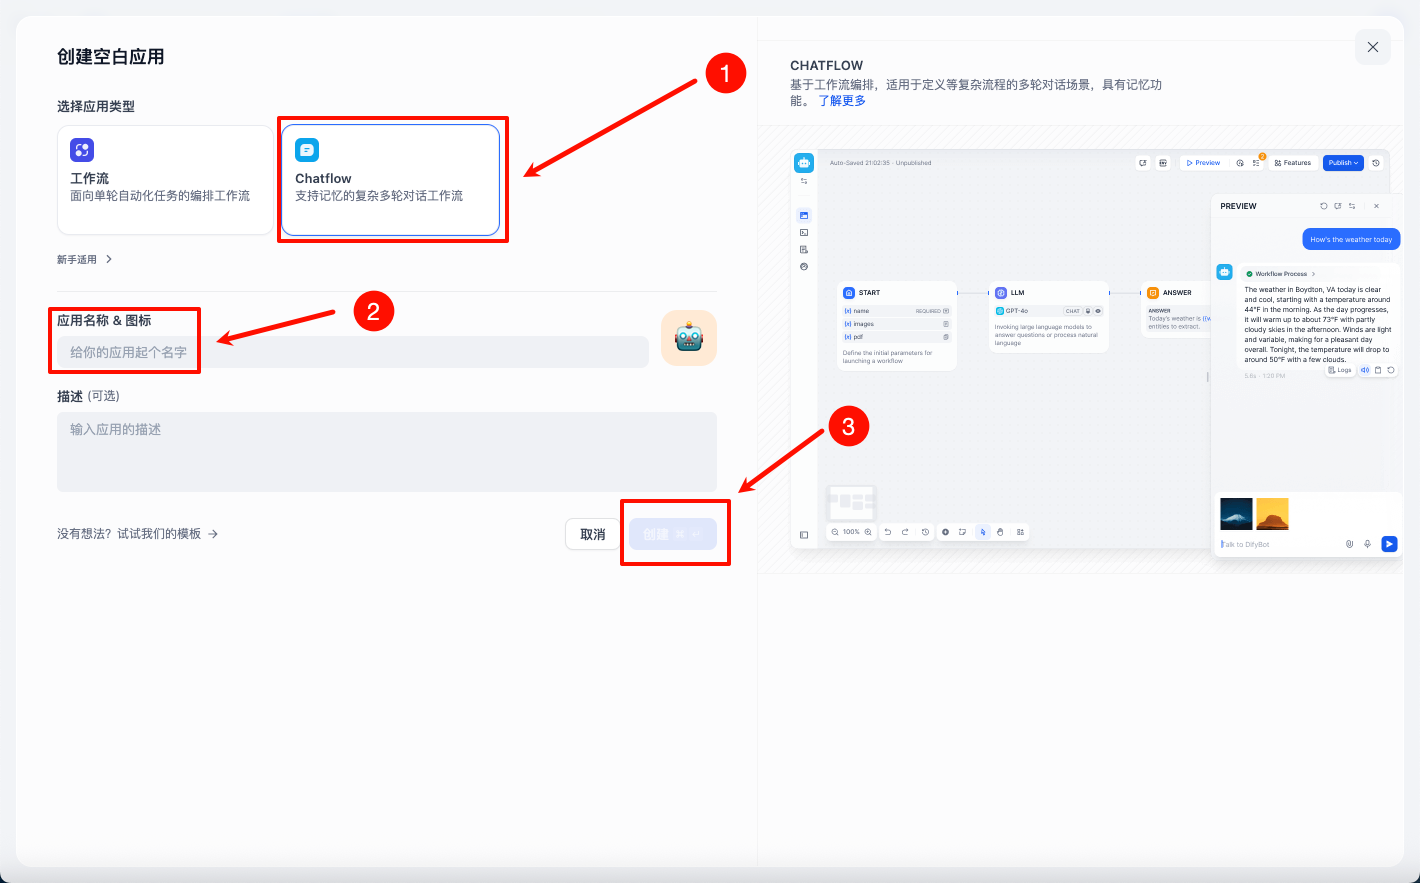 创建空白应用
选择应用类型
工作流
面向单轮自动化任务的编排工作流
Chatflow
支持记忆的复杂多轮对话工作流
1
新手适用
应用名称 & 图标
给你的应用起个名字
2
描述 (可选)
输入应用的描述
3
没有想法？试试我们的模板
取消
创建
CHATFLOW
基于工作流编排，适用于定义等复杂流程的多轮对话场景，具有记忆功
能。 了解更多
Auto-Saved 21:02:35 · Unpublished
Preview
2
Features
Publish
PREVIEW
How's the weather today
Workflow Process
The weather in Boydton, VA today is clear
and cool, starting with a temperature around
44°F in the morning. As the day progresses,
it will warm up to about 73°F with partly
cloudy skies in the afternoon. Winds are light
and variable, making for a pleasant day
overall. Tonight, the temperature will drop to
around 50°F with a few clouds.
5.6s · 1:20 PM
Logs
START
{x} name
REQUIRED
{x} images
{x} pdf
Define the initial parameters for
launching a workflow
LLM
GPT-4o
CHAT
Invoking large language models to
answer questions or process natural
language
ANSWER
ANSWER
Today's weather is {{w
entities to extract.
100%
Talk to DifyBot